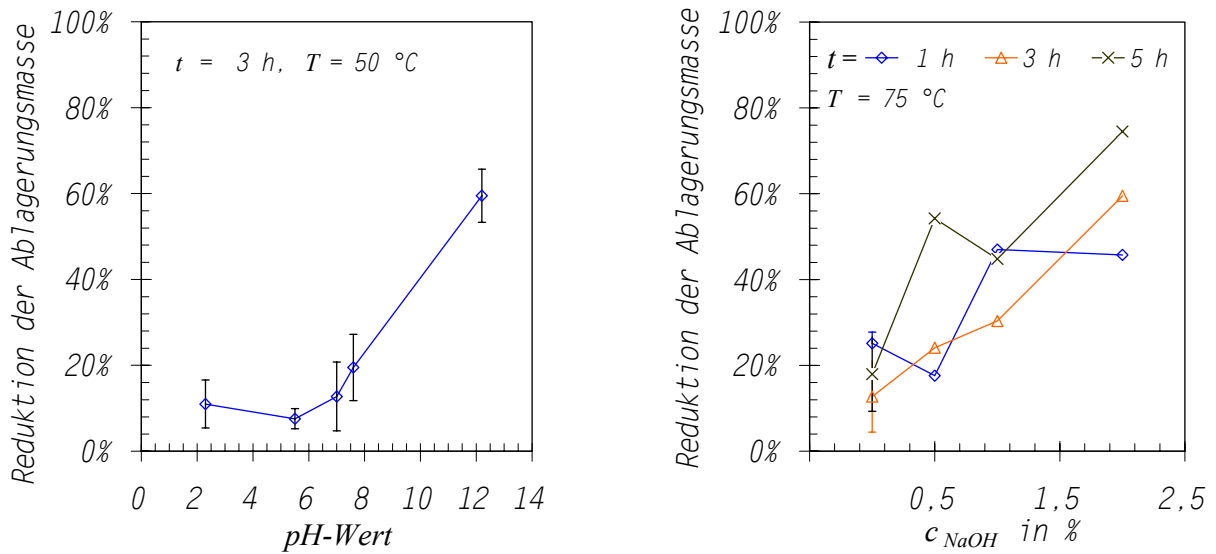 Reduktion der Ablagerungsmasse
100%
80%
60%
40%
20%
0%
t = 3 h, T = 50 °C
0 2 4 6 8 10 12 14
pH-Wert
Reduktion der Ablagerungsmasse
100%
80%
60%
40%
20%
0%
t = 1 h 3 h 5 h
T = 75 °C
0,5 1,5 2,5
c NaOH in %